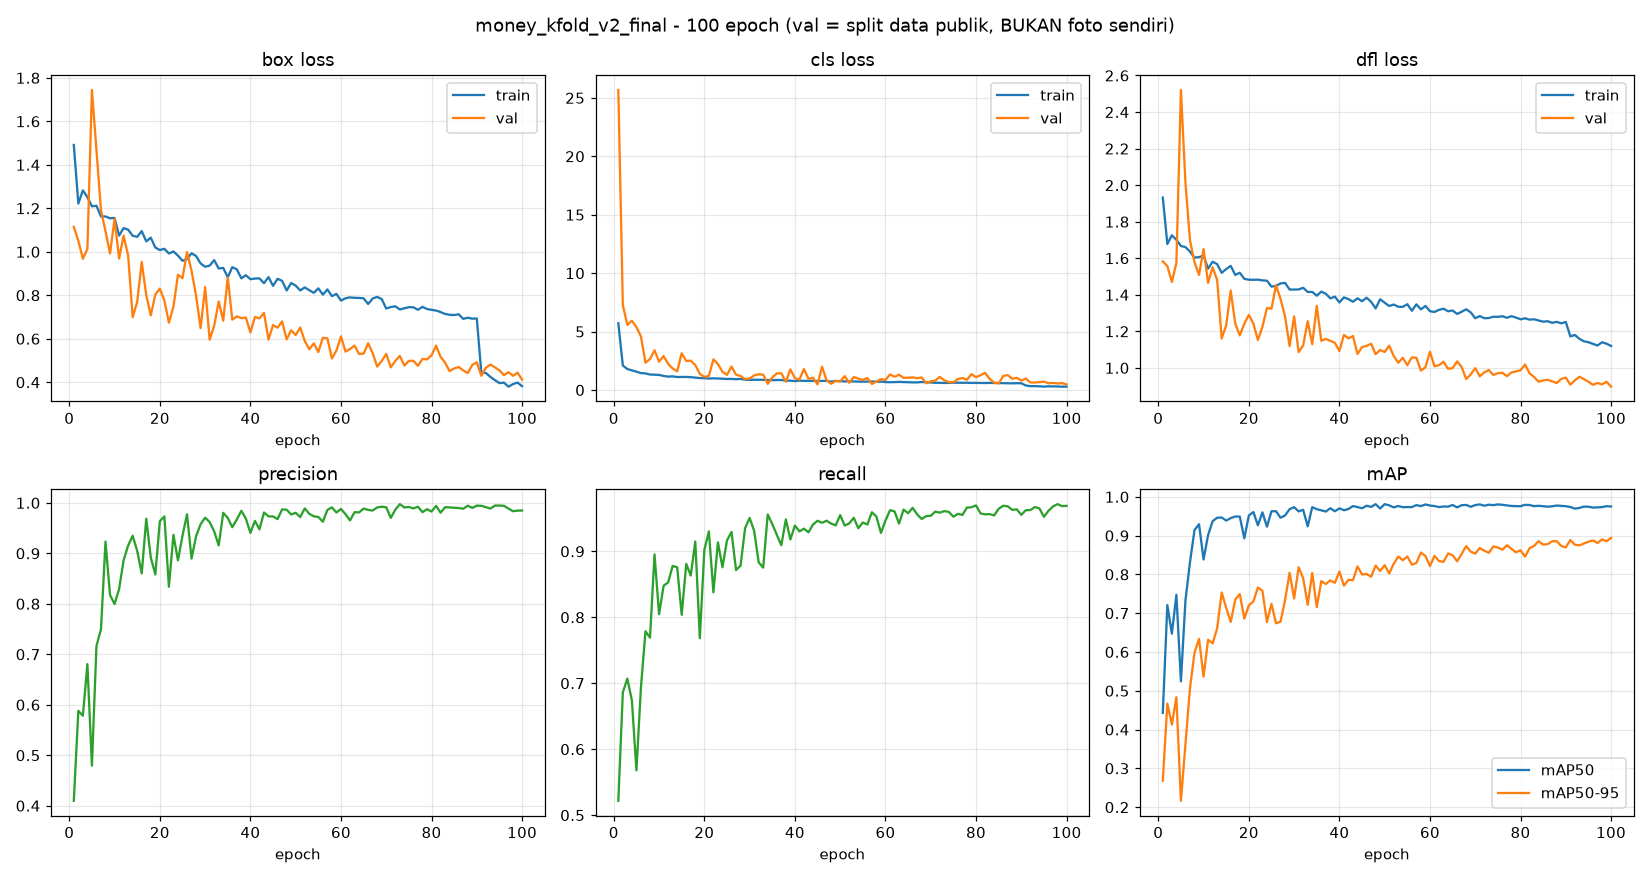 money_kfold_v2_final - 100 epoch (val = split data publik, BUKAN foto sendiri)
box loss
1.8
1.6
1.4
1.2
1.0
0.8
0.6
0.4
0 20 40 60 80 100
epoch
train
val
cls loss
25
20
15
10
5
0
0 20 40 60 80 100
epoch
train
val
dfl loss
2.6
2.4
2.2
2.0
1.8
1.6
1.4
1.2
1.0
0 20 40 60 80 100
epoch
train
val
precision
1.0
0.9
0.8
0.7
0.6
0.5
0.4
0 20 40 60 80 100
epoch
recall
0.9
0.8
0.7
0.6
0.5
0 20 40 60 80 100
epoch
mAP
1.0
0.9
0.8
0.7
0.6
0.5
0.4
0.3
0.2
0 20 40 60 80 100
epoch
mAP50
mAP50-95